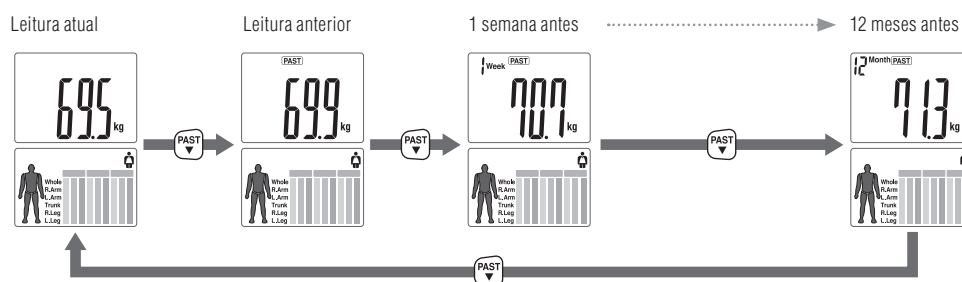 Leitura atual
Leitura anterior
1 semana antes
12 meses antes
69.5 kg
PAST
69.9 kg
1 Week PAST
70.7 kg
12 Month PAST
71.3 kg
PAST
PAST
PAST
Whole
R.Arm
L.Arm
Trunk
R.Leg
L.Leg
Whole
R.Arm
L.Arm
Trunk
R.Leg
L.Leg
Whole
R.Arm
L.Arm
Trunk
R.Leg
L.Leg
Whole
R.Arm
L.Arm
Trunk
R.Leg
L.Leg
PAST